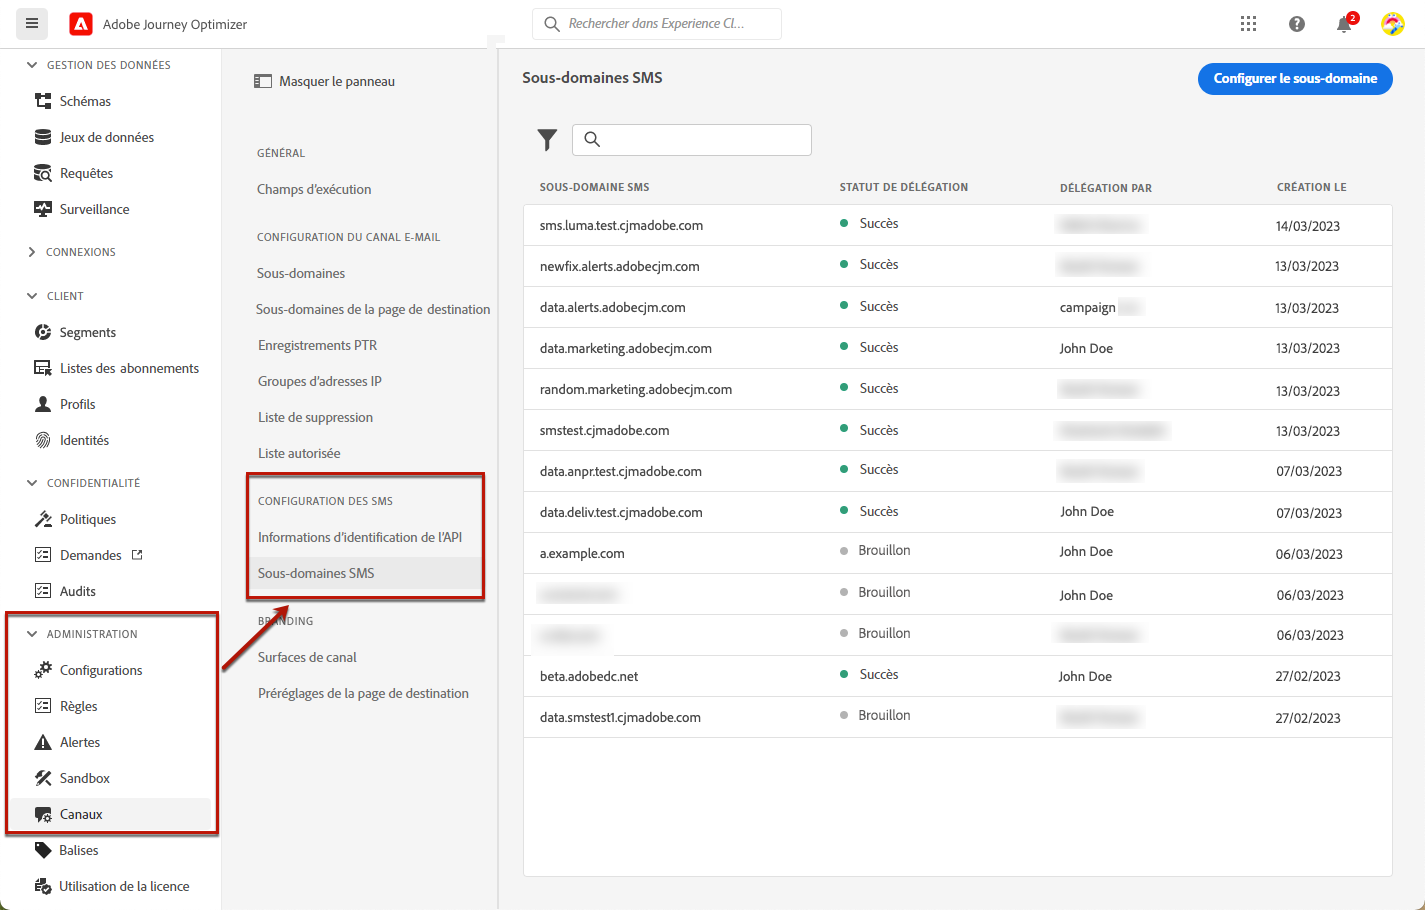 Adobe Journey Optimizer
Rechercher dans Experience Cl...
2
GESTION DES DONNÉES
Schémas
Jeux de données
Requêtes
Surveillance
CONNEXIONS
CLIENT
Segments
Listes des abonnements
Profils
Identités
CONFIDENTIALITÉ
Politiques
Demandes
Audits
ADMINISTRATION
Configurations
Règles
Alertes
Sandbox
Canaux
Balises
Utilisation de la licence
Masquer le panneau
GÉNÉRAL
Champs d'exécution
CONFIGURATION DU CANAL E-MAIL
Sous-domaines
Sous-domaines de la page de destination
Enregistrements PTR
Groupes d'adresses IP
Liste de suppression
Liste autorisée
CONFIGURATION DES SMS
Informations d'identification de l'API
Sous-domaines SMS
BRANDING
Surfaces de canal
Préréglages de la page de destination
Sous-domaines SMS
Configurer le sous-domaine
SOUS-DOMAINE SMS STATUT DE DÉLÉGATION DÉLÉGATION PAR CRÉATION LE
sms.luma.test.cjmadobe.com Succès 14/03/2023
newfix.alerts.adobecjm.com Succès 13/03/2023
data.alerts.adobecjm.com Succès campaign 13/03/2023
data.marketing.adobecjm.com Succès John Doe 13/03/2023
random.marketing.adobecjm.com Succès 13/03/2023
smstest.cjmadobe.com Succès 13/03/2023
data.anpr.test.cjmadobe.com Succès 07/03/2023
data.deliv.test.cjmadobe.com Succès John Doe 07/03/2023
a.example.com Brouillon John Doe 06/03/2023
Brouillon John Doe 06/03/2023
Brouillon 06/03/2023
beta.adobedc.net Succès John Doe 27/02/2023
data.smstest1.cjmadobe.com Brouillon 27/02/2023